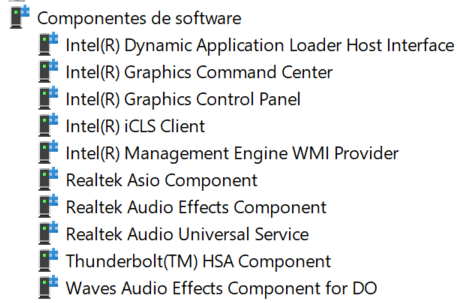 Componentes de software
Intel(R) Dynamic Application Loader Host Interface
Intel(R) Graphics Command Center
Intel(R) Graphics Control Panel
Intel(R) iCLS Client
Intel(R) Management Engine WMI Provider
Realtek Asio Component
Realtek Audio Effects Component
Realtek Audio Universal Service
Thunderbolt(TM) HSA Component
Waves Audio Effects Component for DO